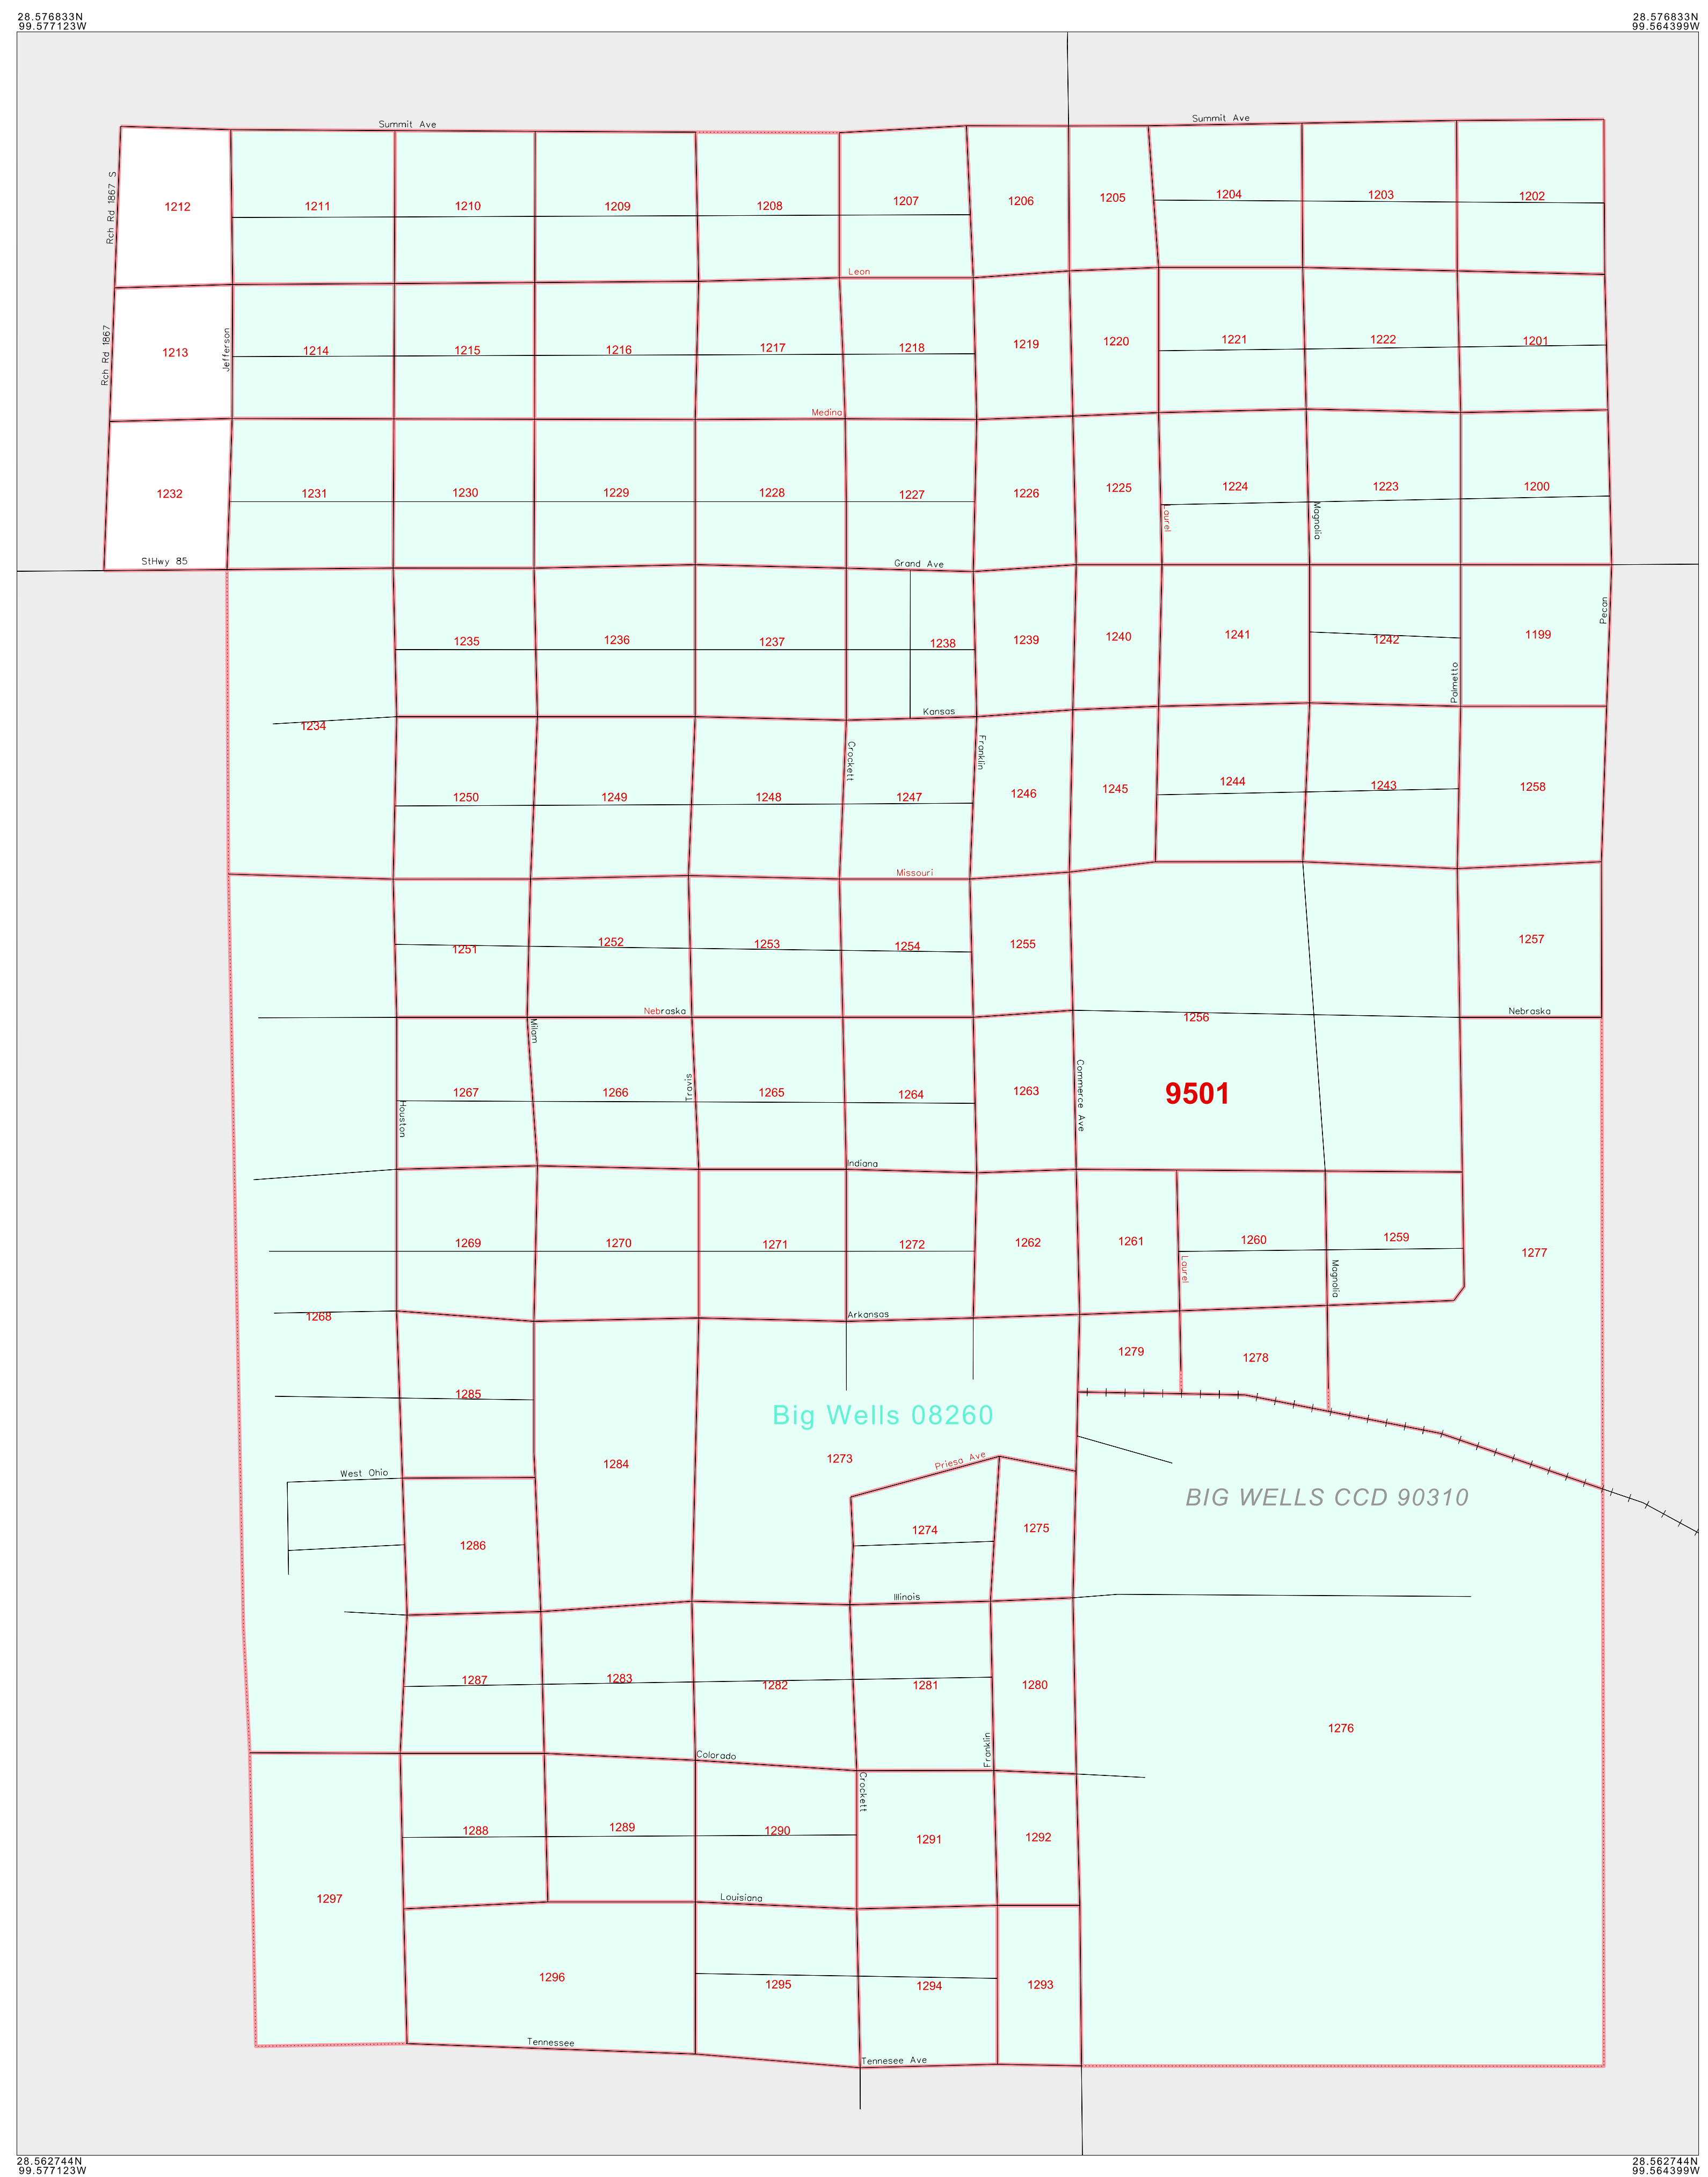 28.576833N
99.577123W
28.576833N
99.564399W
Summit Ave
Summit Ave
Rch Rd 1867 S
1212
1211
1210
1209
1208
1207
1206
1205
1204
1203
1202
Leon
Rch Rd 1867
1213
Jefferson
1214
1215
1216
1217
1218
1219
1220
1221
1222
1201
Medina
1232
1231
1230
1229
1228
1227
1226
1225
1224
1223
1200
Laurel
Magnolia
StHwy 85
Grand Ave
Pecan
1235
1236
1237
1238
1239
1240
1241
1242
1199
Palmetto
Kansas
1234
Crockett
Franklin
1250
1249
1248
1247
1246
1245
1244
1243
1258
Missouri
1251
1252
1253
1254
1255
1257
Nebraska
Nebraska
1256
Milam
Travis
Commerce Ave
9501
1267
1266
1265
1264
1263
Houston
Indiana
1269
1270
1271
1272
1262
1261
1260
1259
1277
Laurel
Magnolia
1268
Arkansas
1279
1278
1285
Big Wells 08260
1284
1273
Priesa Ave
West Ohio
BIG WELLS CCD 90310
1286
1274
1275
Illinois
1287
1283
1282
1281
1280
1276
Franklin
Colorado
Crockett
1288
1289
1290
1291
1292
1297
Louisiana
1296
1295
1294
1293
Tennessee
Tennesee Ave
28.562744N
99.577123W
28.562744N
99.564399W